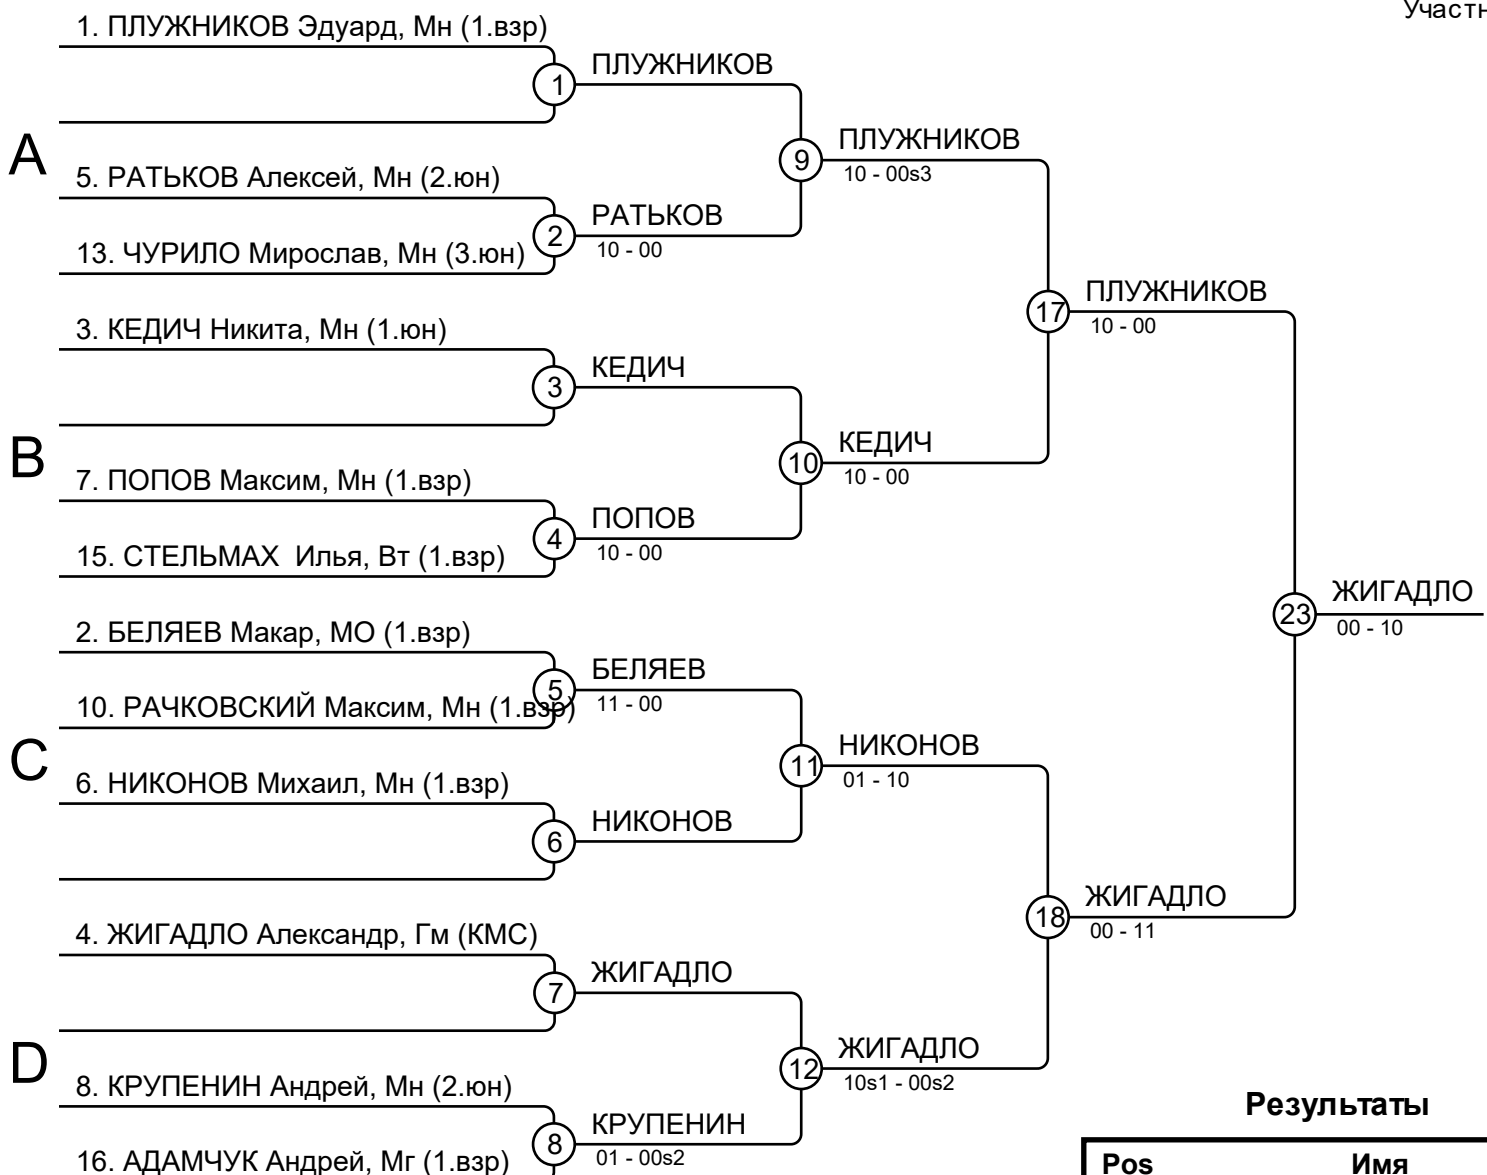 Участн
1. ПЛУЖНИКОВ Эдуард, Мн (1.взр)
1
ПЛУЖНИКОВ
A
5. РАТЬКОВ Алексей, Мн (2.юн)
13. ЧУРИЛО Мирослав, Мн (3.юн)
2
РАТЬКОВ
10 - 00
9
ПЛУЖНИКОВ
10 - 00s3
3. КЕДИЧ Никита, Мн (1.юн)
3
КЕДИЧ
B
7. ПОПОВ Максим, Мн (1.взр)
15. СТЕЛЬМАХ Илья, Вт (1.взр)
4
ПОПОВ
10 - 00
10
КЕДИЧ
10 - 00
17
ПЛУЖНИКОВ
10 - 00
2. БЕЛЯЕВ Макар, МО (1.взр)
10. РАЧКОВСКИЙ Максим, Мн (1.взр)
5
БЕЛЯЕВ
11 - 00
C
6. НИКОНОВ Михаил, Мн (1.взр)
6
НИКОНОВ
11
НИКОНОВ
01 - 10
4. ЖИГАДЛО Александр, Гм (КМС)
7
ЖИГАДЛО
D
8. КРУПЕНИН Андрей, Мн (2.юн)
16. АДАМЧУК Андрей, Мг (1.взр)
8
КРУПЕНИН
01 - 00s2
12
ЖИГАДЛО
10s1 - 00s2
18
ЖИГАДЛО
00 - 11
23
ЖИГАДЛО
00 - 10
Результаты
Pos Имя